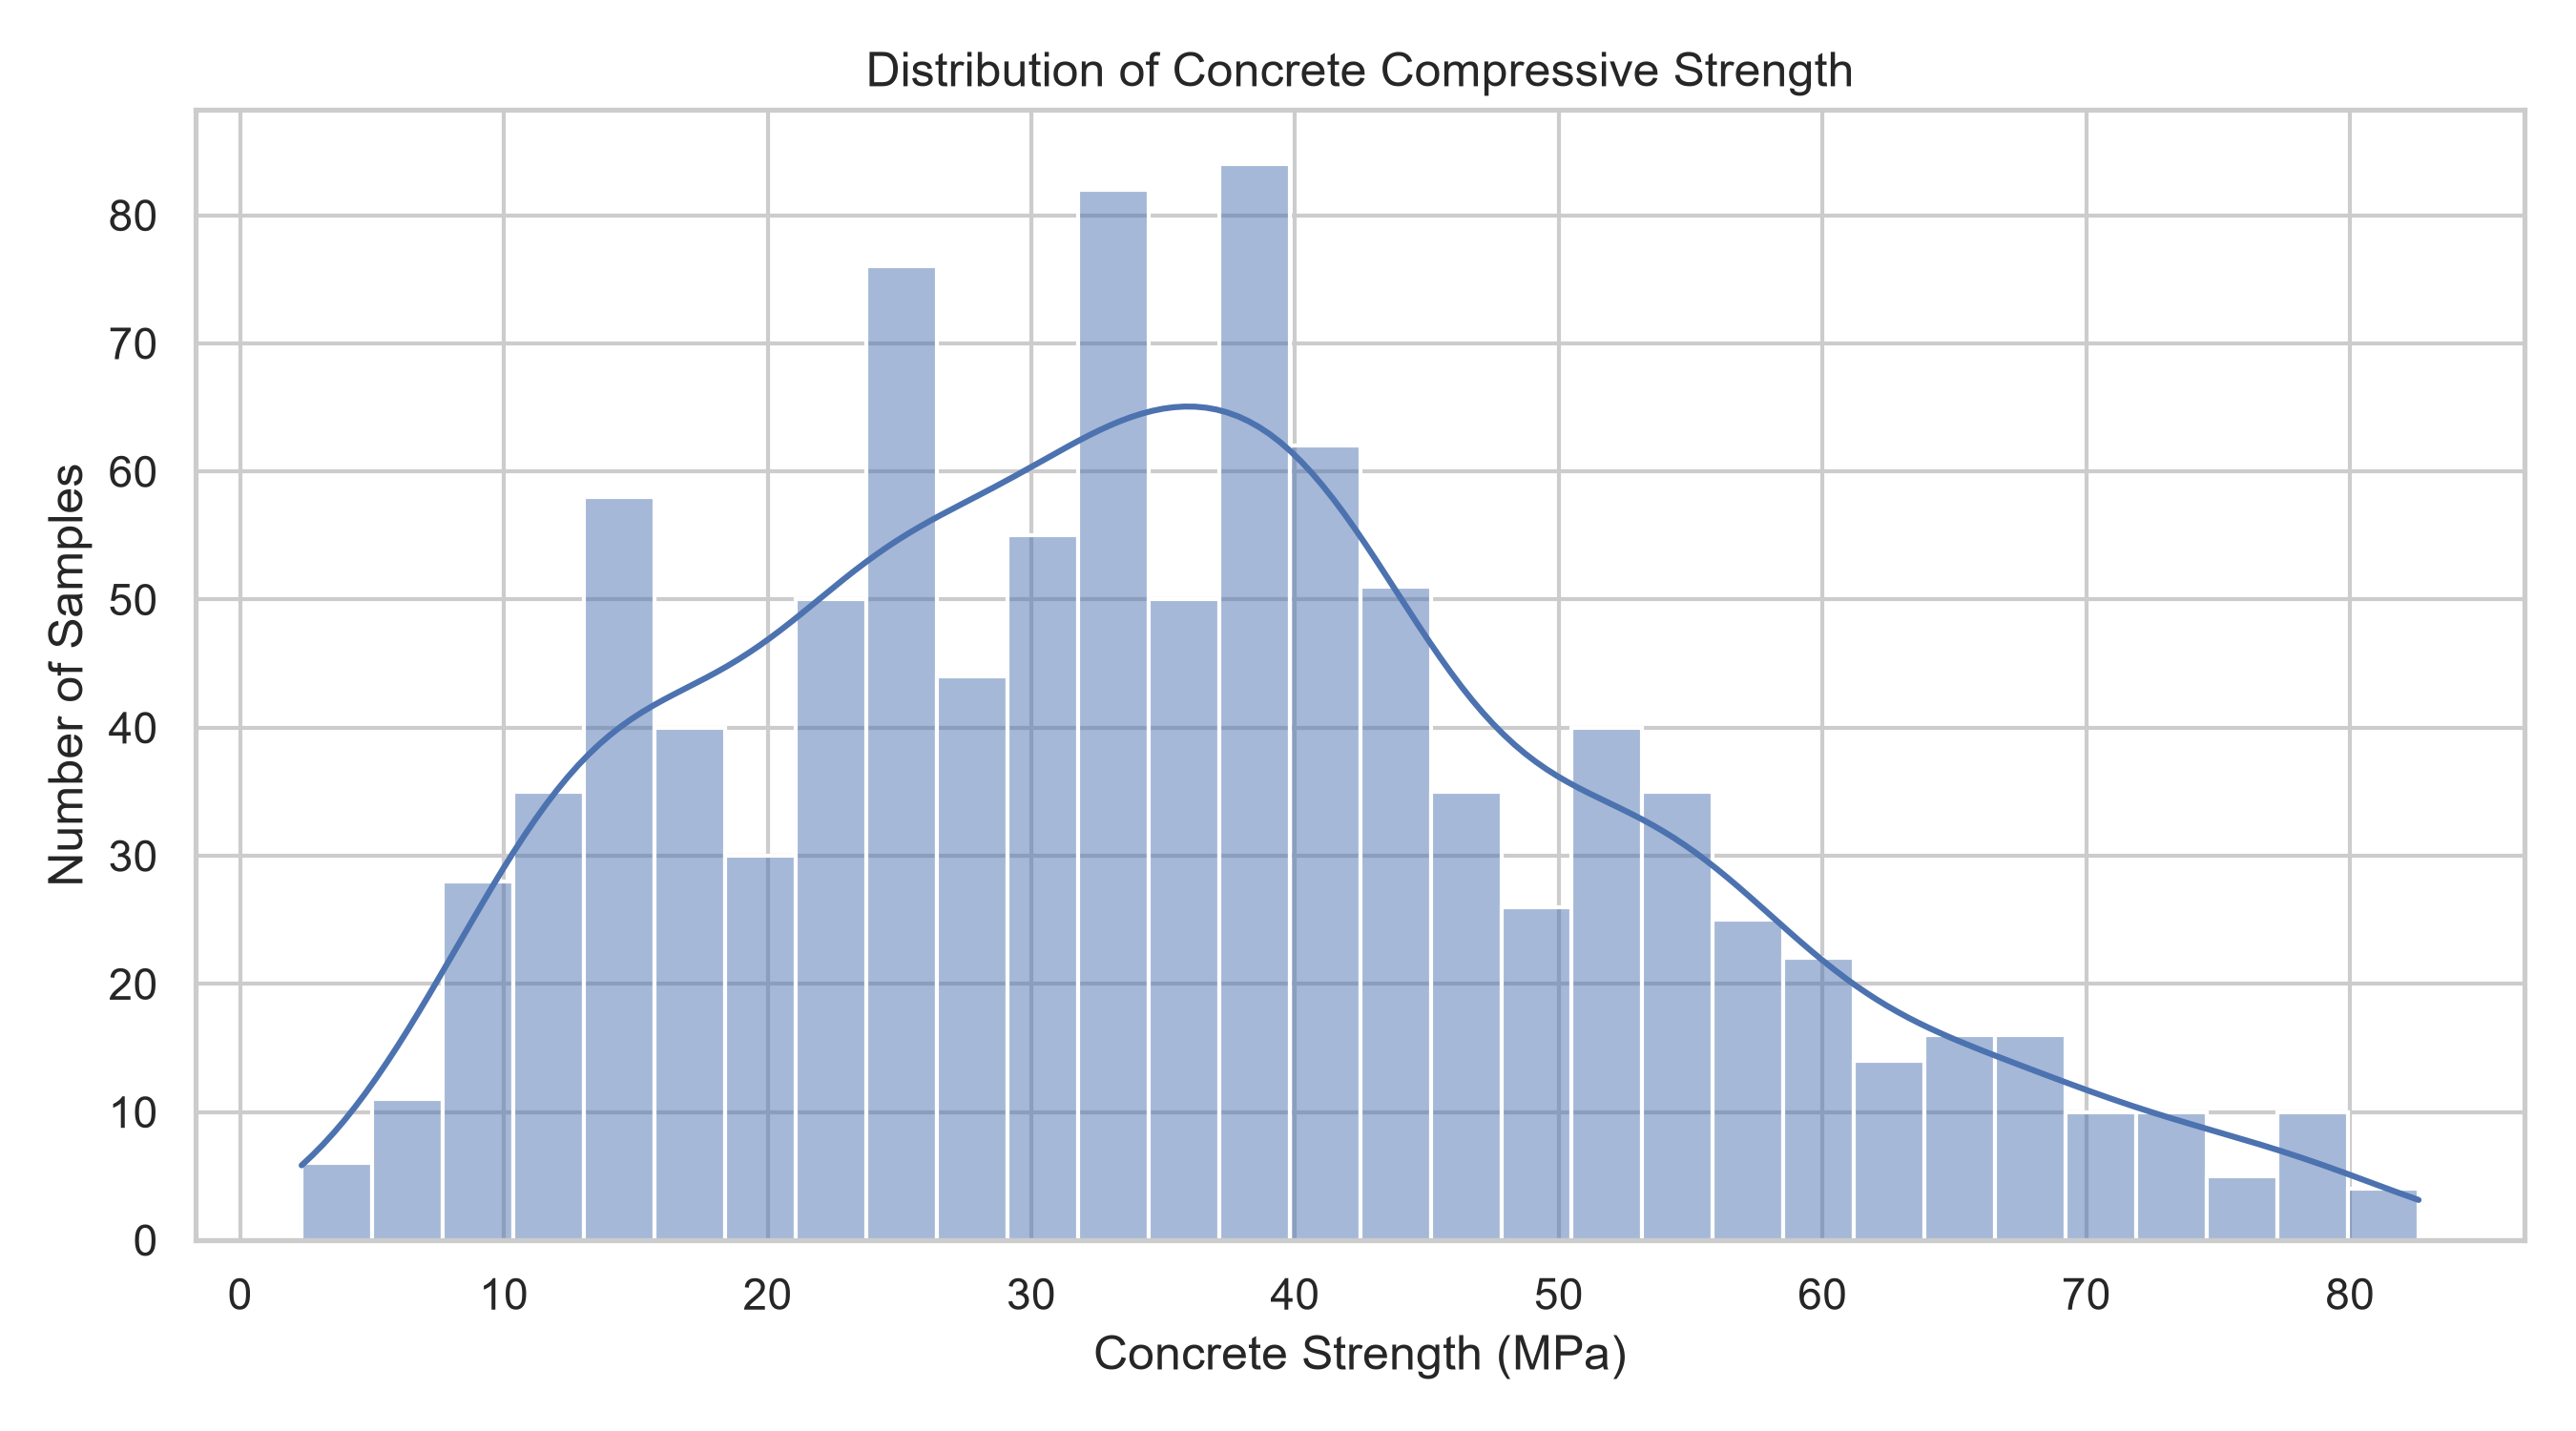 Distribution of Concrete Compressive Strength
80
70
60
50
40
30
20
10
0
Number of Samples
0 10 20 30 40 50 60 70 80
Concrete Strength (MPa)